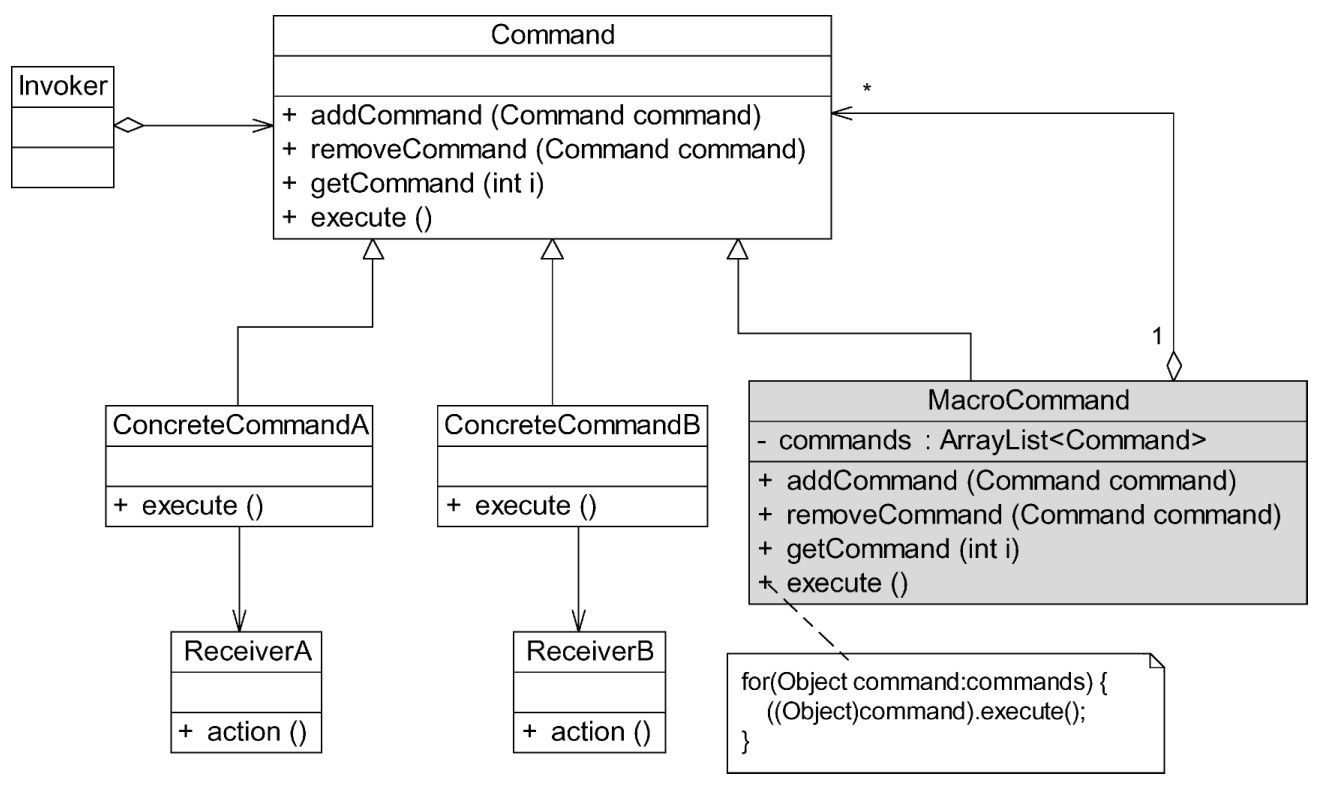 Command
Invoker
+ addCommand (Command command)
+ removeCommand (Command command)
+ getCommand (int i)
+ execute ()
*
1
ConcreteCommandA
+ execute ()
ConcreteCommandB
+ execute ()
MacroCommand
- commands : ArrayList<Command>
+ addCommand (Command command)
+ removeCommand (Command command)
+ getCommand (int i)
+ execute ()
ReceiverA
+ action ()
ReceiverB
+ action ()
for(Object command:commands) {
((Object)command).execute();
}